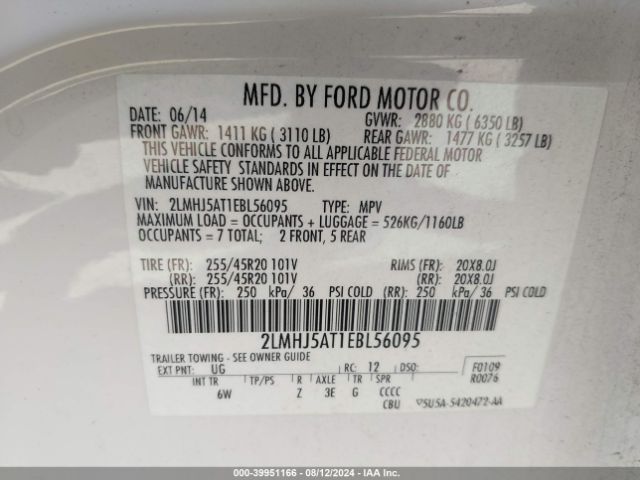 MFD. BY FORD MOTOR CO.
DATE: 06/14 GVWR: 2880 KG ( 6350 LB)
FRONT GAWR: 1411 KG ( 3110 LB) REAR GAWR: 1477 KG ( 3257 LB)
THIS VEHICLE CONFORMS TO ALL APPLICABLE FEDERAL MOTOR
VEHICLE SAFETY STANDARDS IN EFFECT ON THE DATE OF
MANUFACTURE SHOWN ABOVE.
VIN: 2LMHJ5AT1EBL56095 TYPE: MPV
MAXIMUM LOAD = OCCUPANTS + LUGGAGE = 526KG/1160LB
OCCUPANTS = 7 TOTAL; 2 FRONT, 5 REAR
TIRE (FR): 255/45R20 101V RIMS (FR): 20X8.0J
(RR): 255/45R20 101V (RR): 20X8.0J
PRESSURE (FR): 250 kPa/ 36 PSI COLD (RR): 250 kPa/ 36 PSI COLD
2LMHJ5AT1EBL56095
TRAILER TOWING - SEE OWNER GUIDE
EXT PNT: UG RC: 12 DSO: F0109
R0076
INT TR TP/PS R AXLE TR SPR
6W Z 3E G CCCC
CBU 5U5A-5420472-AA
COPART: 39951166 - 08/12/2024 - IAA Inc.